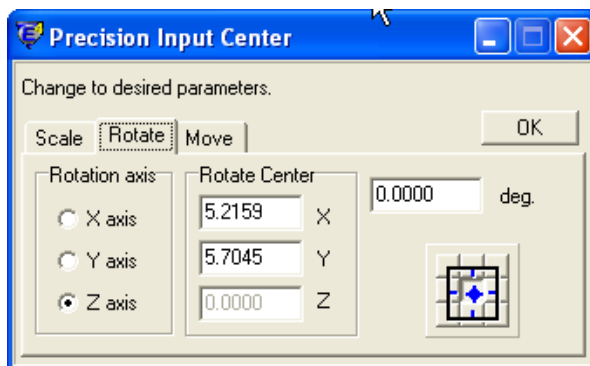 Precision Input Center
Change to desired parameters.
Scale Rotate Move OK
Rotation axis Rotate Center
X axis 5.2159 X 0.0000 deg.
Y axis 5.7045 Y
Z axis 0.0000 Z